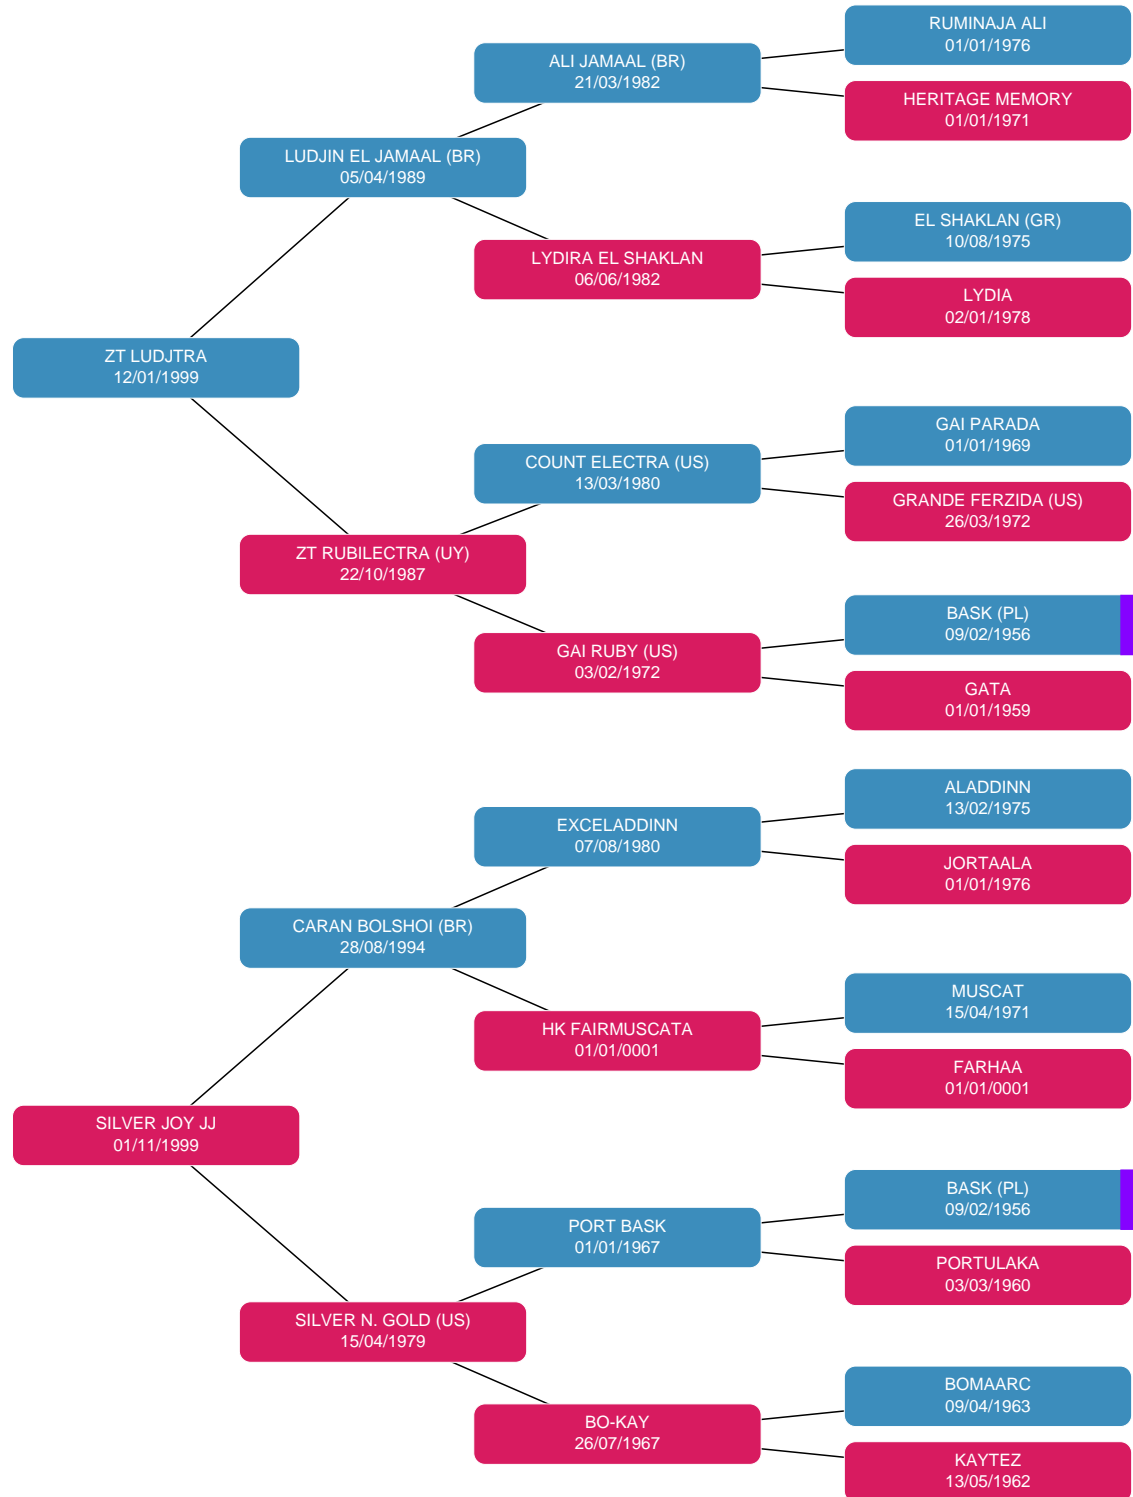 RUMINAJA ALI
01/01/1976
ALI JAMAAL (BR)
21/03/1982
HERITAGE MEMORY
01/01/1971
LUDJIN EL JAMAAL (BR)
05/04/1989
EL SHAKLAN (GR)
10/08/1975
LYDIRA EL SHAKLAN
06/06/1982
LYDIA
02/01/1978
ZT LUDJTRA
12/01/1999
GAI PARADA
01/01/1969
COUNT ELECTRA (US)
13/03/1980
GRANDE FERZIDA (US)
26/03/1972
ZT RUBILECTRA (UY)
22/10/1987
BASK (PL)
09/02/1956
GAI RUBY (US)
03/02/1972
GATA
01/01/1959
ALADDINN
13/02/1975
EXCELADDINN
07/08/1980
JORTAALA
01/01/1976
CARAN BOLSHOI (BR)
28/08/1994
MUSCAT
15/04/1971
HK FAIRMUSCATA
01/01/0001
FARHAA
01/01/0001
SILVER JOY JJ
01/11/1999
BASK (PL)
09/02/1956
PORT BASK
01/01/1967
PORTULAKA
03/03/1960
SILVER N. GOLD (US)
15/04/1979
BOMAARC
09/04/1963
BO-KAY
26/07/1967
KAYTEZ
13/05/1962